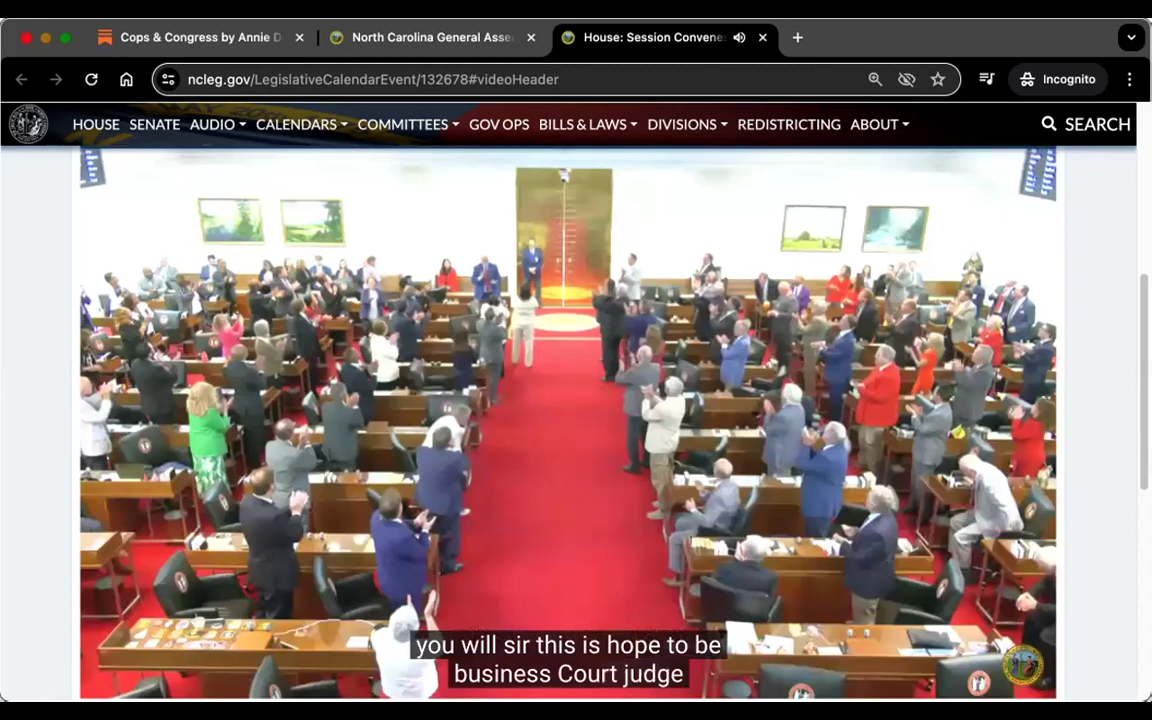 Cops & Congress by Annie D
North Carolina General Asse
House: Session Convene
ncleg.gov/LegislativeCalendarEvent/132678#videoHeader
Incognito
HOUSE SENATE AUDIO CALENDARS COMMITTEES GOV OPS BILLS & LAWS DIVISIONS REDISTRICTING ABOUT SEARCH
you will sir this is hope to be
business Court judge